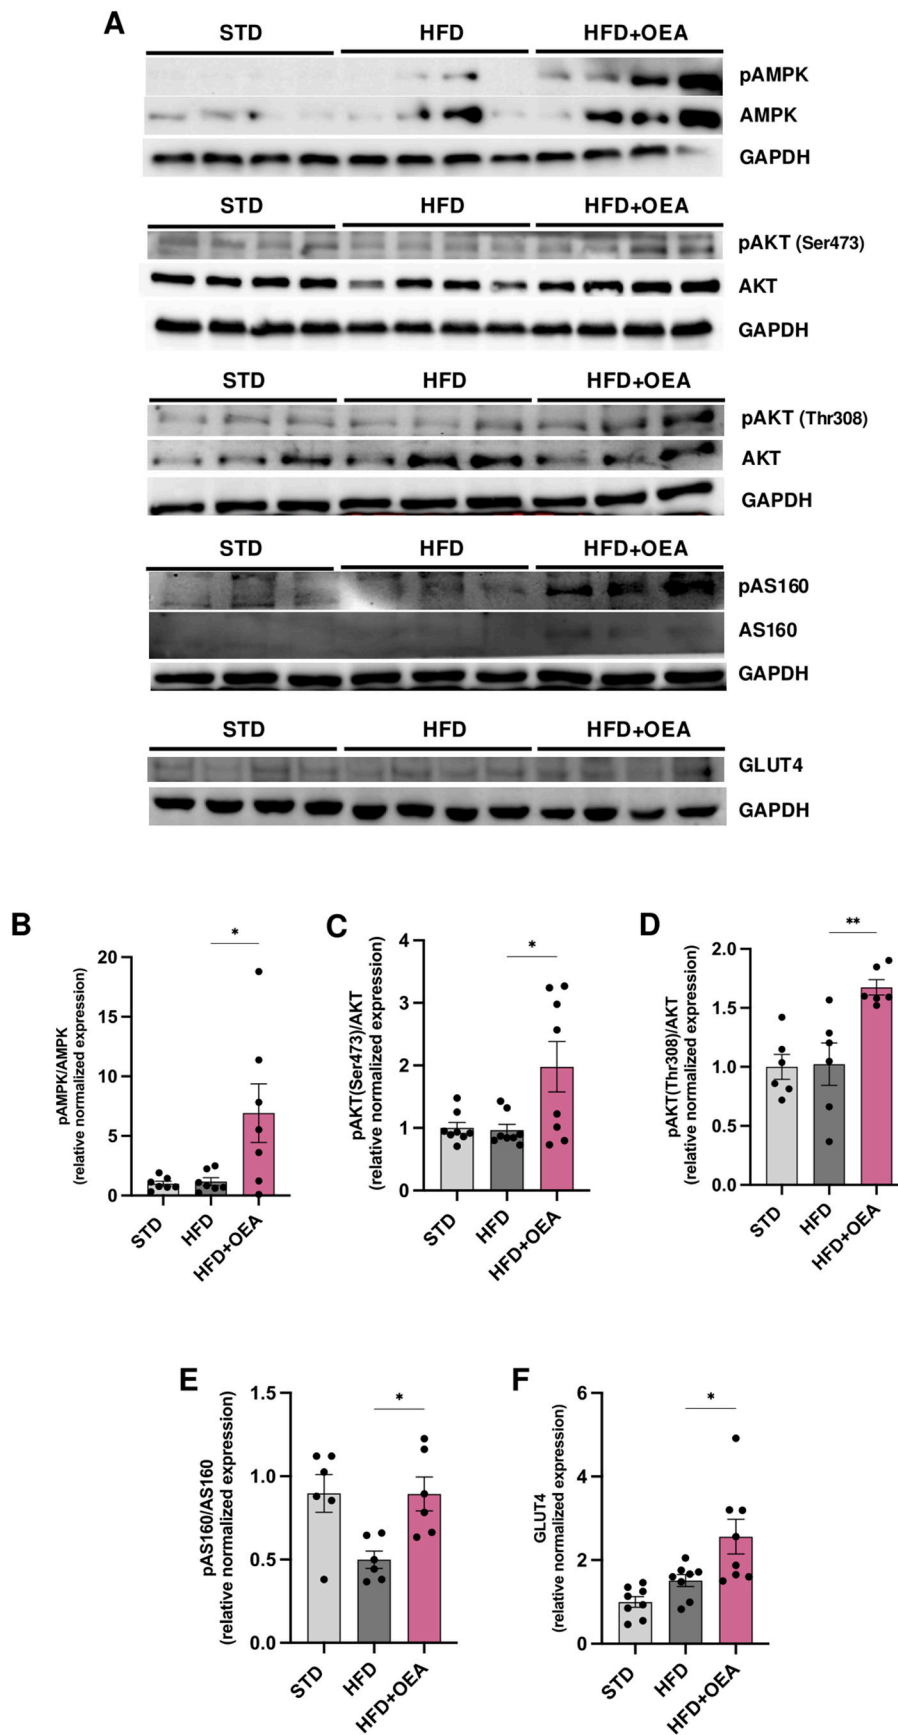 A
STD HFD HFD+OEA
pAMPK
AMPK
GAPDH
STD HFD HFD+OEA
pAKT (Ser473)
AKT
GAPDH
STD HFD HFD+OEA
pAKT (Thr308)
AKT
GAPDH
STD HFD HFD+OEA
pAS160
AS160
GAPDH
STD HFD HFD+OEA
GLUT4
GAPDH
B
pAMPK/AMPK
(relative normalized expression)
20
15
10
5
0
*
STD HFD HFD+OEA
C
pAKT(Ser473)/AKT
(relative normalized expression)
4
3
2
1
0
*
STD HFD HFD+OEA
D
pAKT(Thr308)/AKT
(relative normalized expression)
2.0
1.5
1.0
0.5
0.0
**
STD HFD HFD+OEA
E
pAS160/AS160
(relative normalized expression)
1.5
1.0
0.5
0.0
*
STD HFD HFD+OEA
F
GLUT4
(relative normalized expression)
6
4
2
0
*
STD HFD HFD+OEA